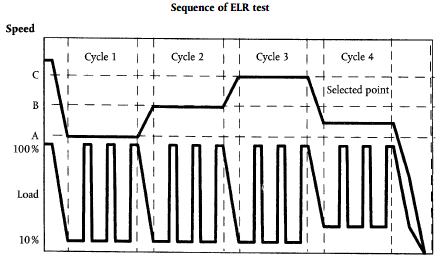 Sequence of ELR test
Speed
Cycle 1 Cycle 2 Cycle 3 Cycle 4
C
Selected point
B
A
100%
Load
10%